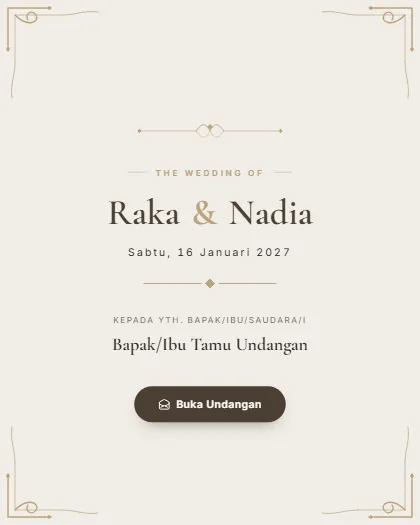 THE WEDDING OF
Raka & Nadia
Sabtu, 16 Januari 2027
KEPADA YTH. BAPAK/IBU/SAUDARA/I
Bapak/Ibu Tamu Undangan
Buka Undangan